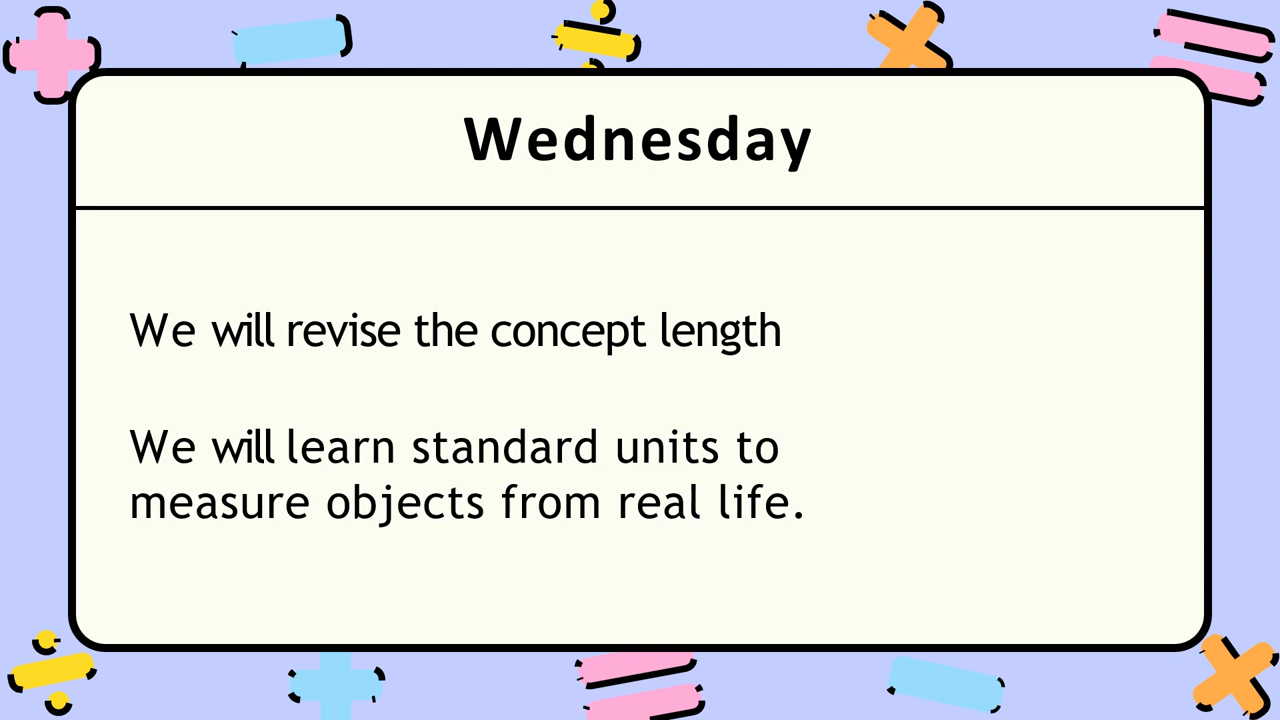 Wednesday
We will revise the concept length
We will learn standard units to
measure objects from real life.